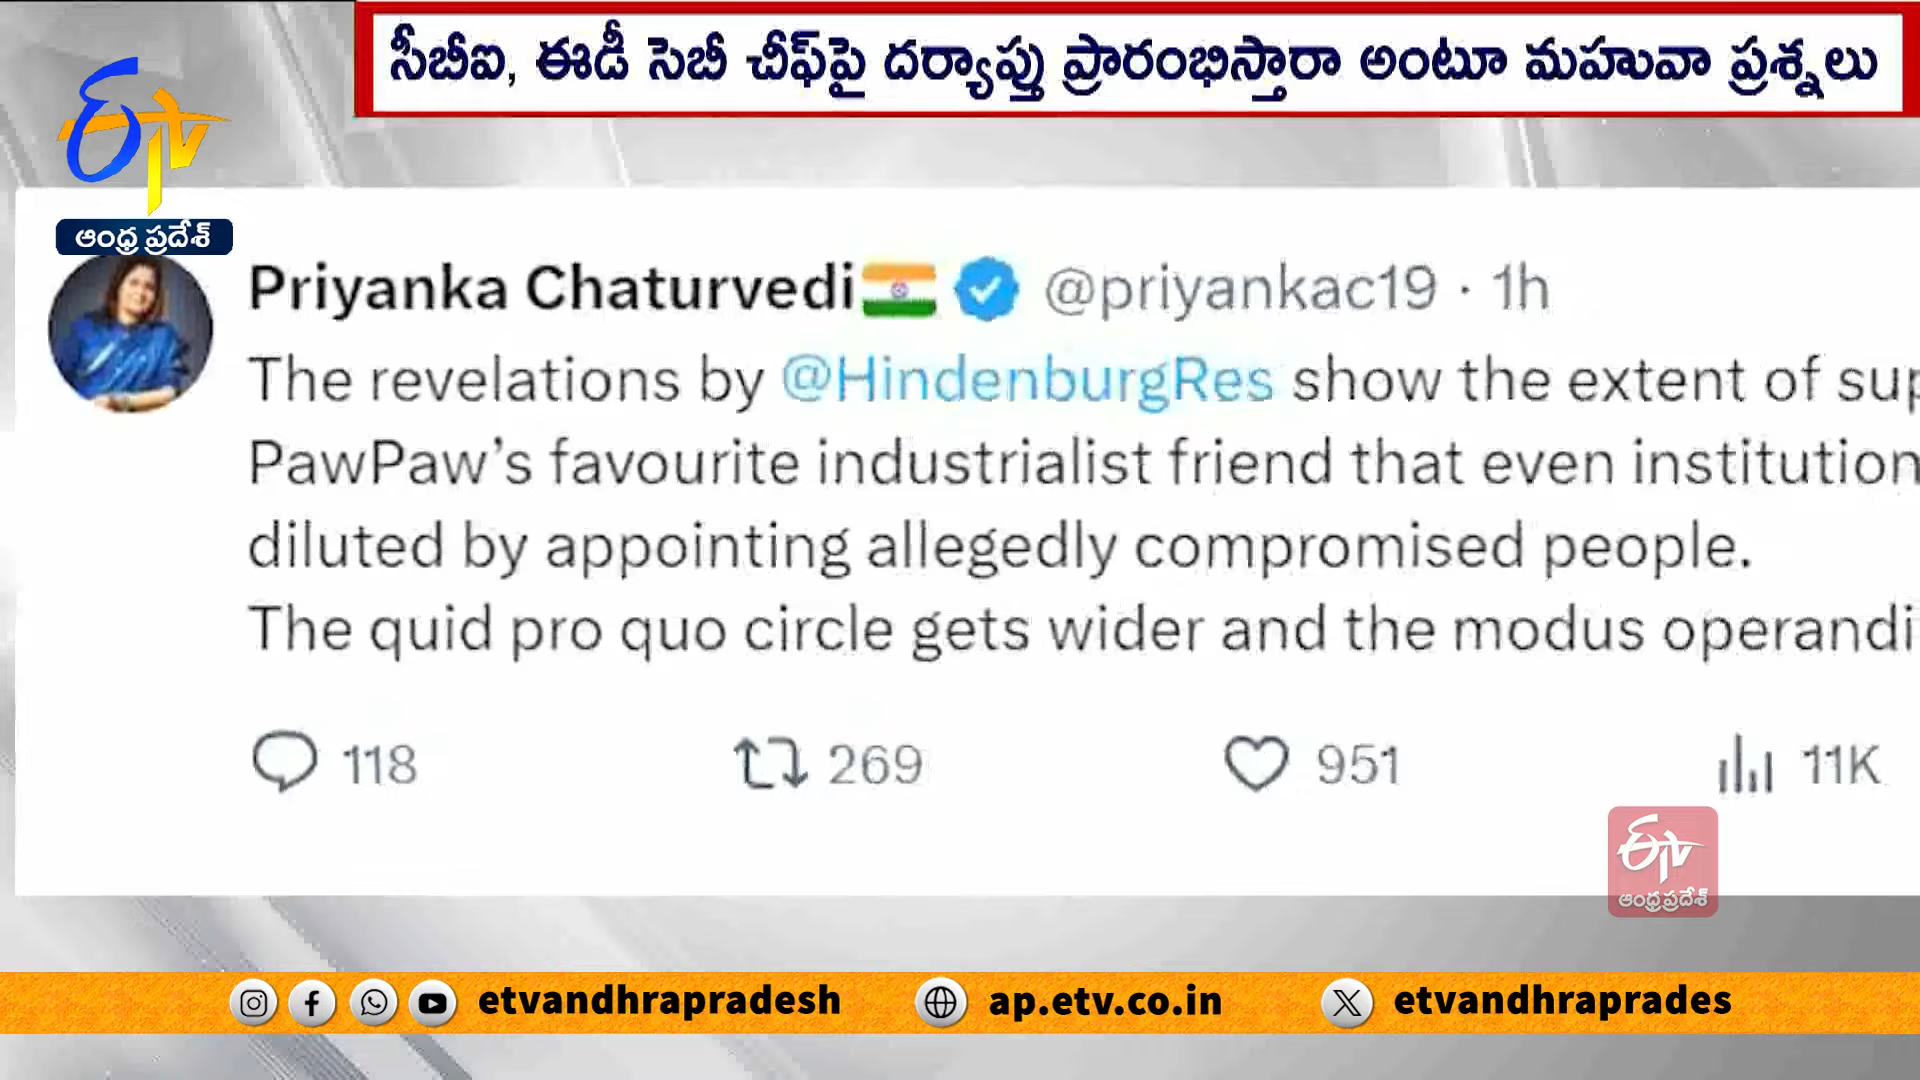 సీబీఐ, ఈడీ సెబీ చీఫ్‌పై దర్యాప్తు ప్రారంభిస్తారా అంటూ మహువా ప్రశ్నలు
etv
ఆంధ్ర ప్రదేశ్
Priyanka Chaturvedi @priyankac19 · 1h
The revelations by @HindenburgRes show the extent of
PawPaw’s favourite industrialist friend that even institution
diluted by appointing allegedly compromised people.
The quid pro quo circle gets wider and the modus operandi
118 269 951 11K
etv
ఆంధ్రప్రదేశ్
etvandhrapradesh ap.etv.co.in etvandhraprades